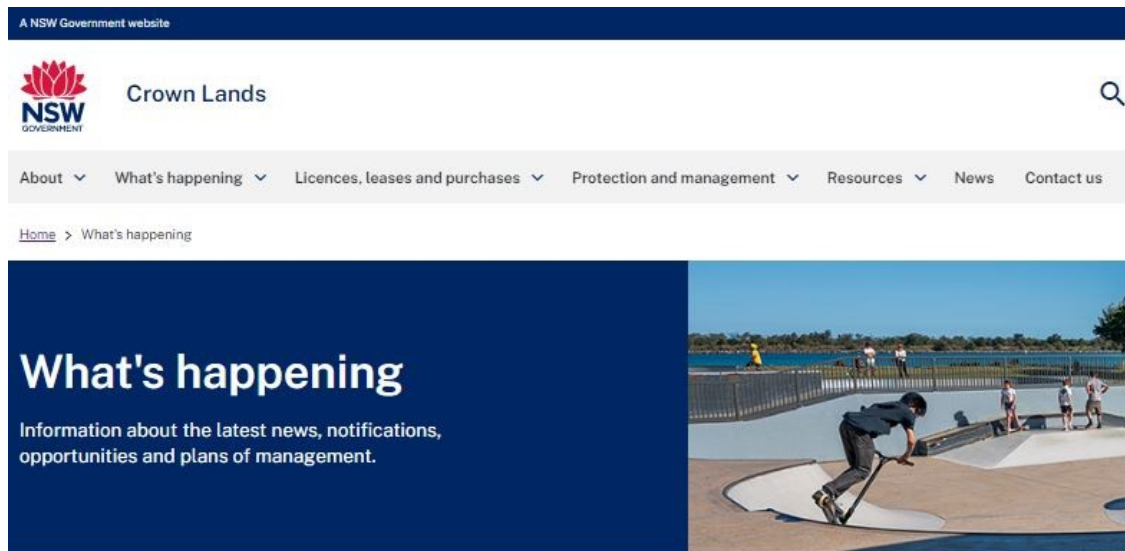 A NSW Government website
NSW
GOVERNMENT
Crown Lands
About
What's happening
Licences, leases and purchases
Protection and management
Resources
News
Contact us
Home > What's happening
What's happening
Information about the latest news, notifications,
opportunities and plans of management.